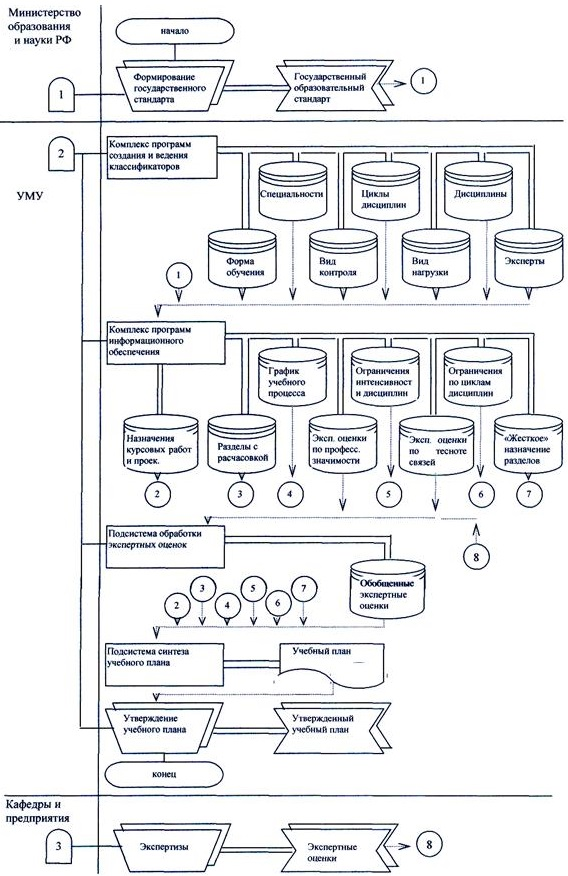 Министерство
образования
и науки РФ
начало
1
Формирование
государственного
стандарта
Государственный
образовательный
стандарт
1
2
УМУ
Комплекс программ
создания и ведения
классификаторов
Специальности
Циклы
дисциплин
Дисциплины
Форма
обучения
Вид
контроля
Вид
нагрузки
Эксперты
1
Комплекс программ
информационного
обеспечения
График
учебного
процесса
Ограничения
интенсивност
и дисциплин
Ограничения
по циклам
дисциплин
Назначения
курсовых работ
и проек.
Разделы с
расчасовкой
Эксп. оценки
по професс.
значимости
Эксп. оценки
по тесноте
связей
«Жесткое»
назначение
разделов
2
3
4
5
6
7
Подсистема обработки
экспертных оценок
8
Обобщенные
экспертные
оценки
2
3
4
5
6
7
Подсистема синтеза
учебного плана
Учебный план
Утверждение
учебного плана
Утвержденный
учебный план
конец
Кафедры и
предприятия
3
Экспертизы
Экспертные
оценки
8